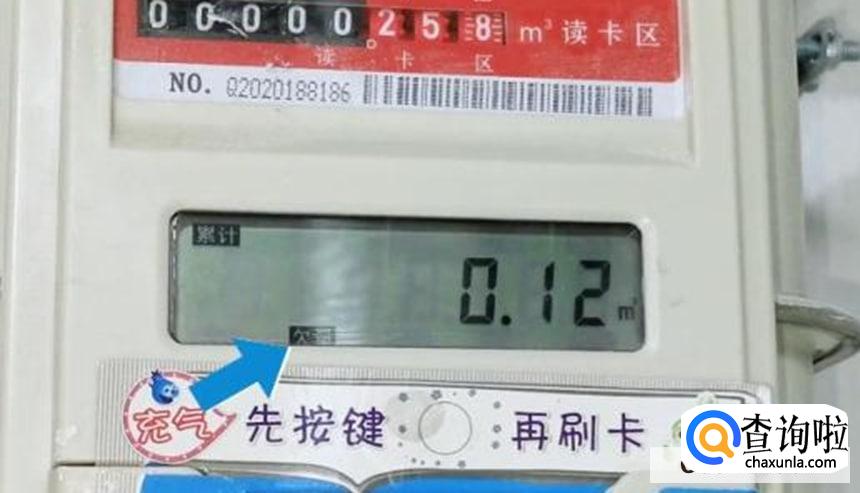 00000258 m³ 读卡区
读卡区
NO. Q2020188186
累计
0.12 m³
充气 先按键 再刷卡
查询啦
chaxunla.com